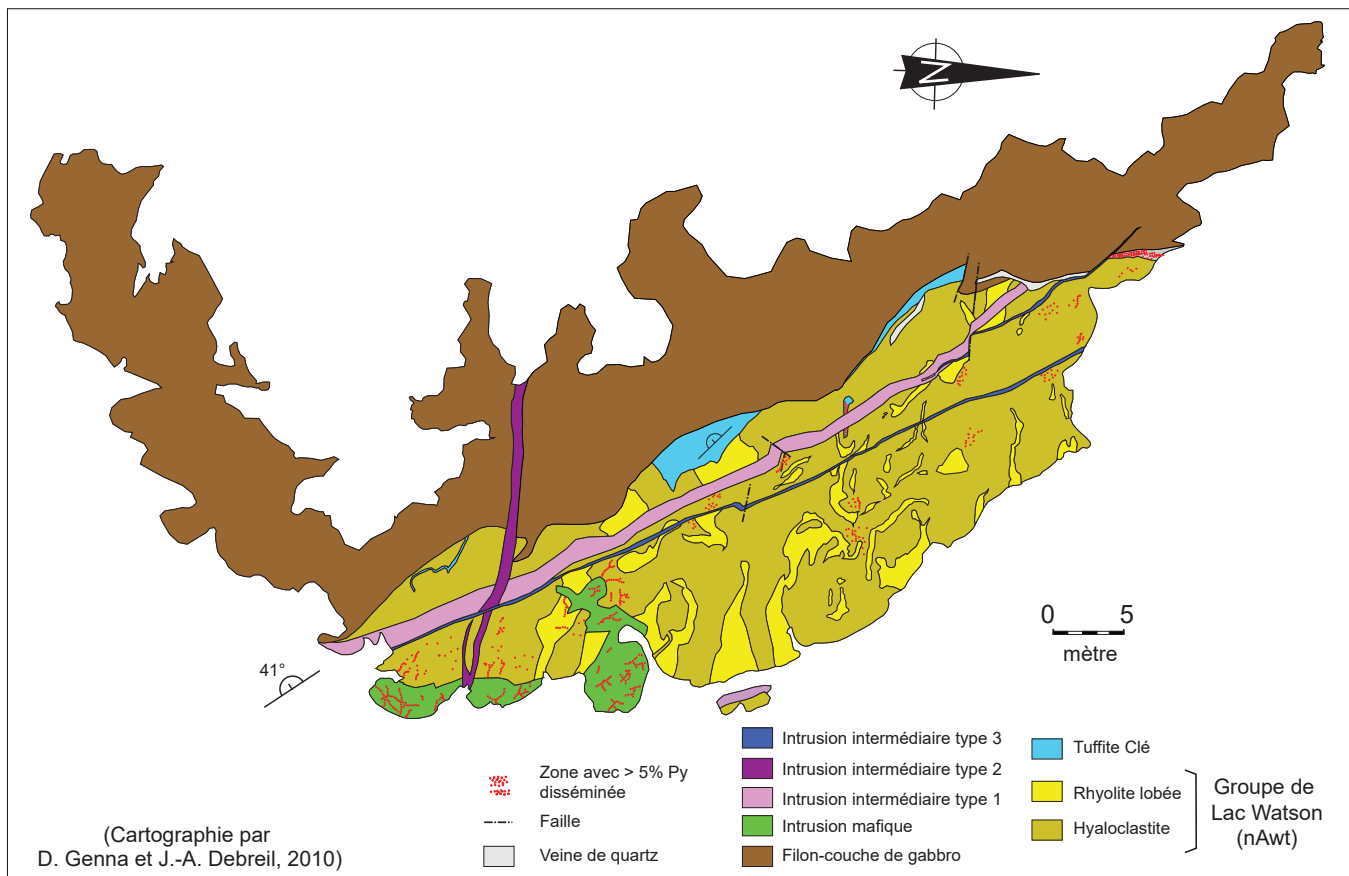 N
41°
0 5
mètre
Zone avec > 5% Py
disséminée
Faille
Veine de quartz
Intrusion intermédiaire type 3
Intrusion intermédiaire type 2
Intrusion intermédiaire type 1
Intrusion mafique
Filon-couche de gabbro
Tuffite Clé
Rhyolite lobée
Hyaloclastite
Groupe de
Lac Watson
(nAwt)
(Cartographie par
D. Genna et J.-A. Debreil, 2010)